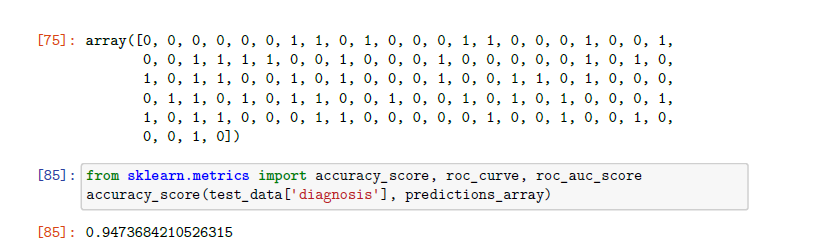 [75]: array([0, 0, 0, 0, 0, 0, 1, 1, 0, 1, 0, 0, 0, 1, 1, 0, 0, 0, 1, 0, 0, 1,
0, 0, 1, 1, 1, 1, 0, 0, 1, 0, 0, 0, 1, 0, 0, 0, 0, 0, 1, 0, 1, 0,
1, 0, 1, 1, 0, 0, 1, 0, 1, 0, 0, 0, 1, 0, 0, 1, 1, 0, 1, 0, 0, 0,
0, 1, 1, 0, 1, 0, 1, 1, 0, 0, 1, 0, 0, 1, 0, 1, 0, 1, 0, 0, 0, 1,
1, 0, 1, 1, 0, 0, 0, 1, 1, 0, 0, 0, 0, 0, 1, 0, 0, 1, 0, 0, 1, 0,
0, 0, 1, 0])
[85]: from sklearn.metrics import accuracy_score, roc_curve, roc_auc_score
accuracy_score(test_data['diagnosis'], predictions_array)
[85]: 0.9473684210526315